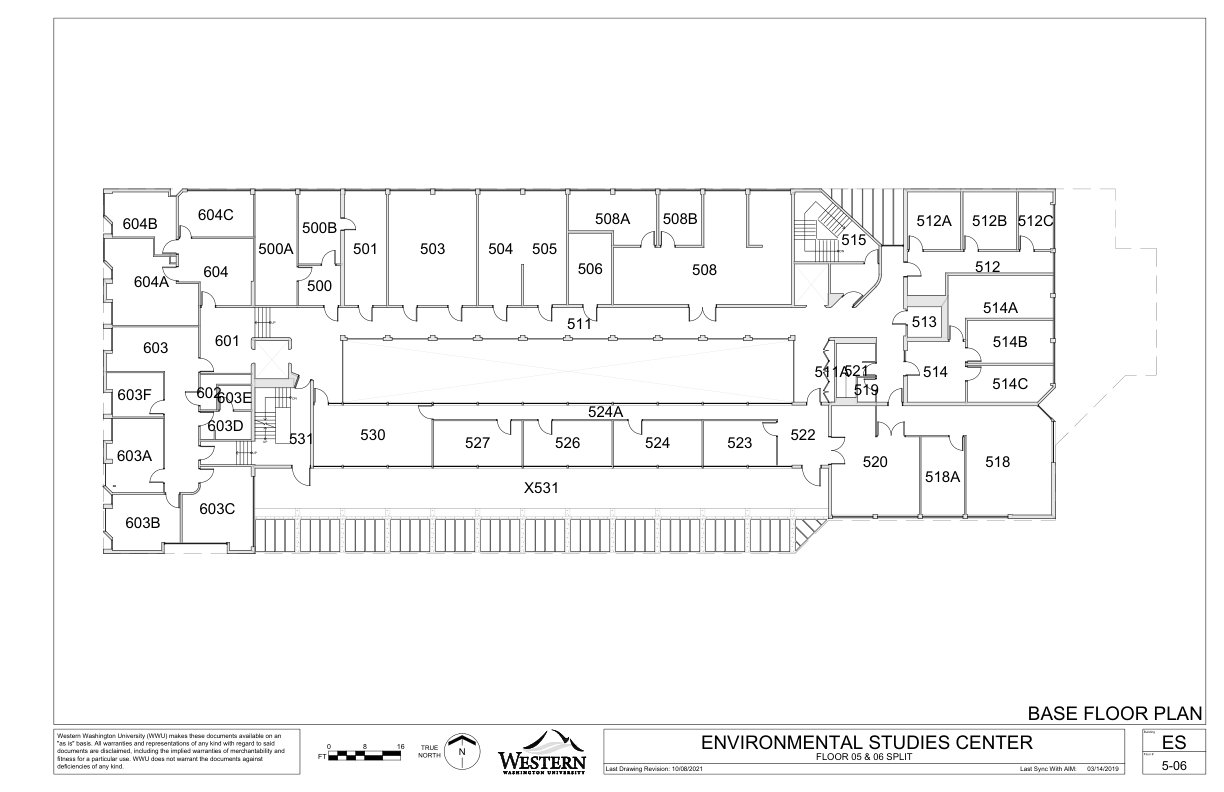 604B
604C
500A
500B
501
503
504
505
508A
508B
506
508
515
512A
512B
512C
604A
604
500
512
514A
601
511
513
514B
603
511A
521
514
514C
519
603F
602
603E
603D
524A
531
530
527
526
524
523
522
603A
520
518A
518
X531
603B
603C
UP
DN
UP
DN
BASE FLOOR PLAN
Western Washington University (WWU) makes these documents available on an
"as is" basis. All warranties and representations of any kind with regard to said
documents are disclaimed, including the implied warranties of merchantability and
fitness for a particular use. WWU does not warrant the documents against
deficiencies of any kind.
0 8 16
FT
TRUE
NORTH
N
WESTERN
WASHINGTON UNIVERSITY
ENVIRONMENTAL STUDIES CENTER
FLOOR 05 & 06 SPLIT
Last Drawing Revision: 10/08/2021
Last Sync With AIM: 03/14/2019
Building
ES
5-06